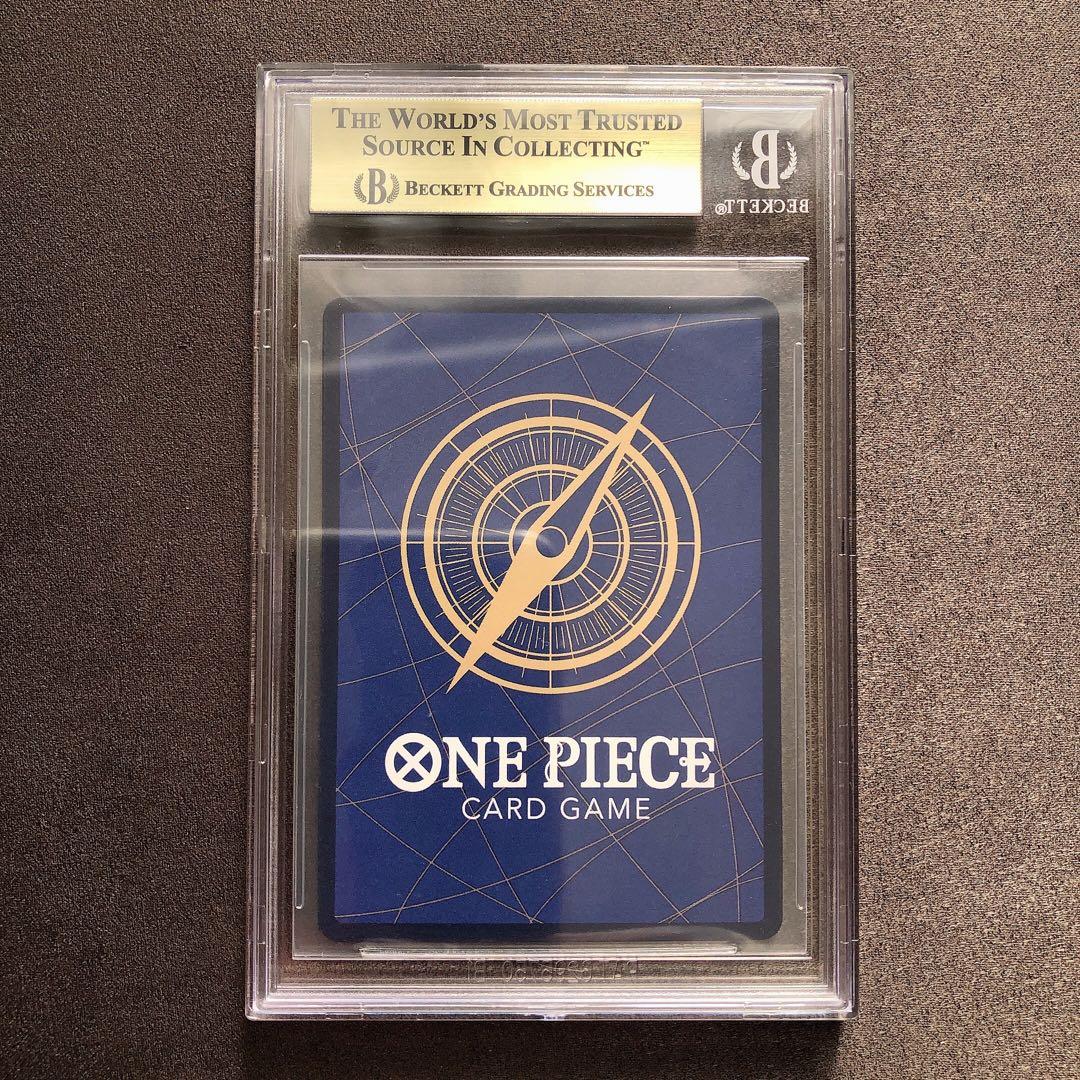 THE WORLD'S MOST TRUSTED
SOURCE IN COLLECTING™
B BECKETT GRADING SERVICES
B
BECKETT®
ONE PIECE
CARD GAME